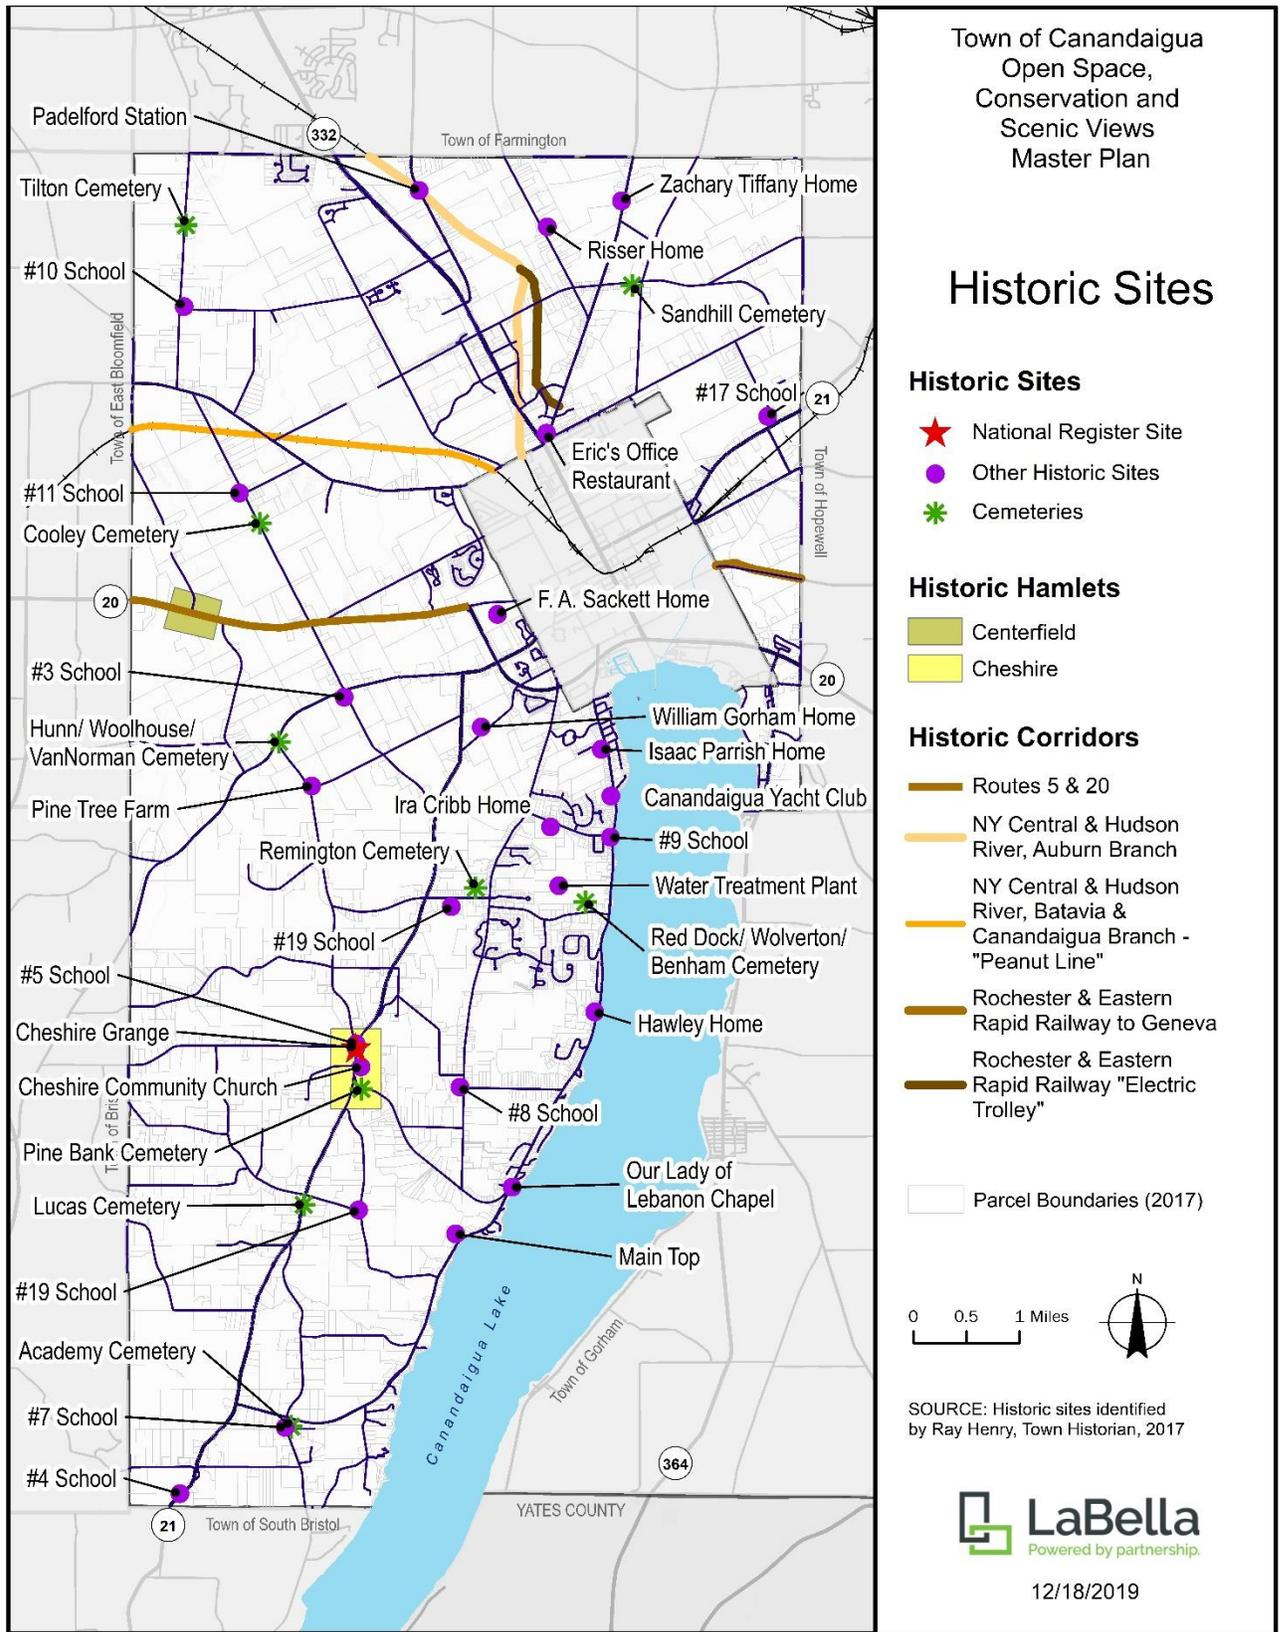 Padelford Station
332
Town of Farmington
Tilton Cemetery
Zachary Tiffany Home
Risser Home
#10 School
Sandhill Cemetery
Town of East Bloomfield
#17 School
21
Eric's Office
Restaurant
Town of Hopewell
#11 School
Cooley Cemetery
20
F. A. Sackett Home
#3 School
20
William Gorham Home
Hunn/ Woolhouse/
VanNorman Cemetery
Isaac Parrish Home
Pine Tree Farm
Ira Cribb Home
Canandaigua Yacht Club
#9 School
Remington Cemetery
Water Treatment Plant
#19 School
Red Dock/ Wolverton/
Benham Cemetery
#5 School
Hawley Home
Cheshire Grange
Cheshire Community Church
#8 School
Pine Bank Cemetery
Our Lady of
Lebanon Chapel
Lucas Cemetery
Main Top
#19 School
Canandaigua Lake
Town of Gorham
Academy Cemetery
#7 School
364
#4 School
YATES COUNTY
21
Town of South Bristol
Town of Canandaigua
Open Space,
Conservation and
Scenic Views
Master Plan
Historic Sites
Historic Sites
National Register Site
Other Historic Sites
Cemeteries
Historic Hamlets
Centerfield
Cheshire
Historic Corridors
Routes 5 & 20
NY Central & Hudson
River, Auburn Branch
NY Central & Hudson
River, Batavia &
Canandaigua Branch -
"Peanut Line"
Rochester & Eastern
Rapid Railway to Geneva
Rochester & Eastern
Rapid Railway "Electric
Trolley"
Parcel Boundaries (2017)
N
0 0.5 1 Miles
SOURCE: Historic sites identified
by Ray Henry, Town Historian, 2017
LaBella
Powered by partnership.
12/18/2019